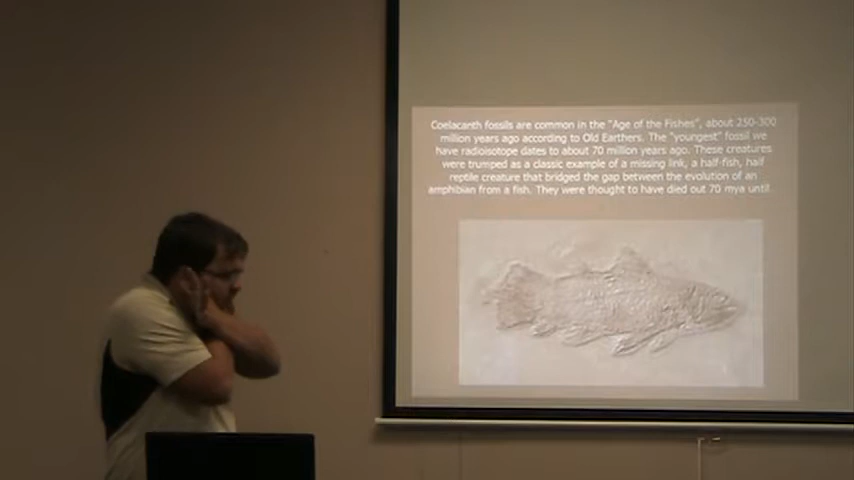 Coelacanth fossils are common in the "Age of the Fishes", about 250-300
million years ago according to Old Earthers. The "youngest" fossil we
have radioisotope dates to about 70 million years ago. These creatures
were trumped as a classic example of a missing link, a half-fish, half
reptile creature that bridged the gap between the evolution of an
amphibian from a fish. They were thought to have died out 70 mya until